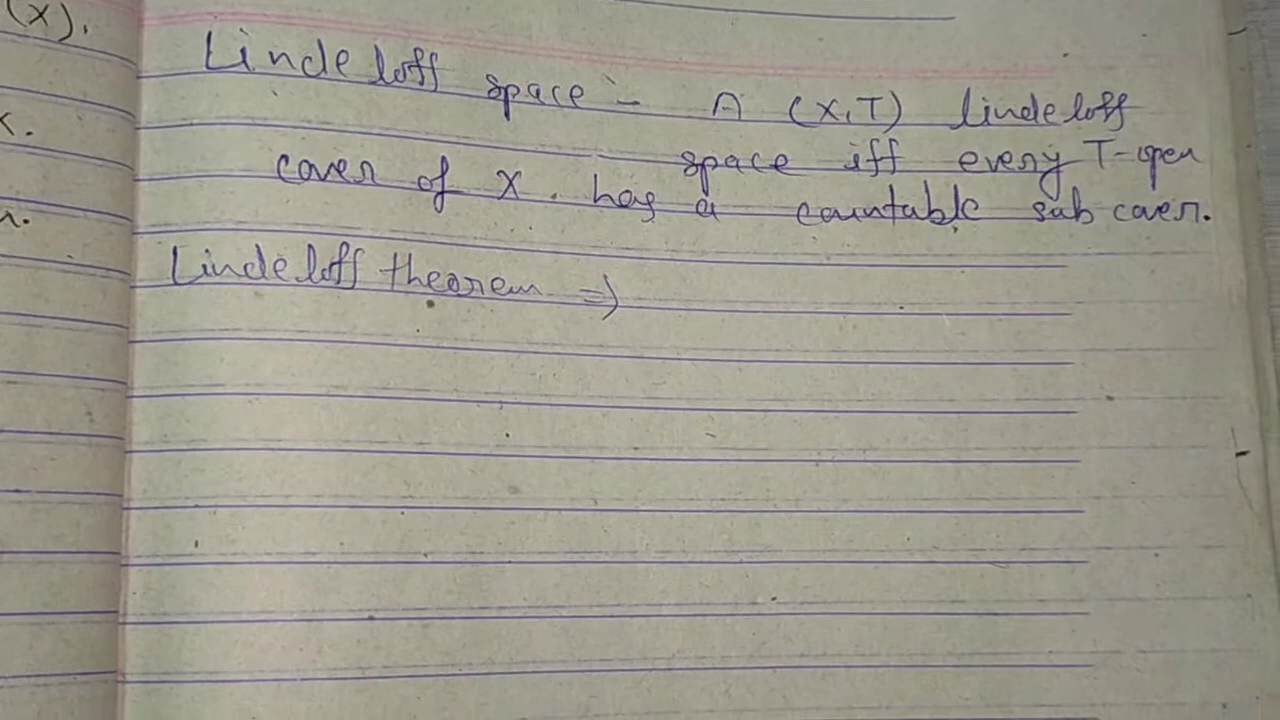 (X).
Lindeloff space :- A (X,T) lindeloff
space iff every T-open
cover of X. has a countable sub cover.
x.
n.
Lindeloff theorem =>